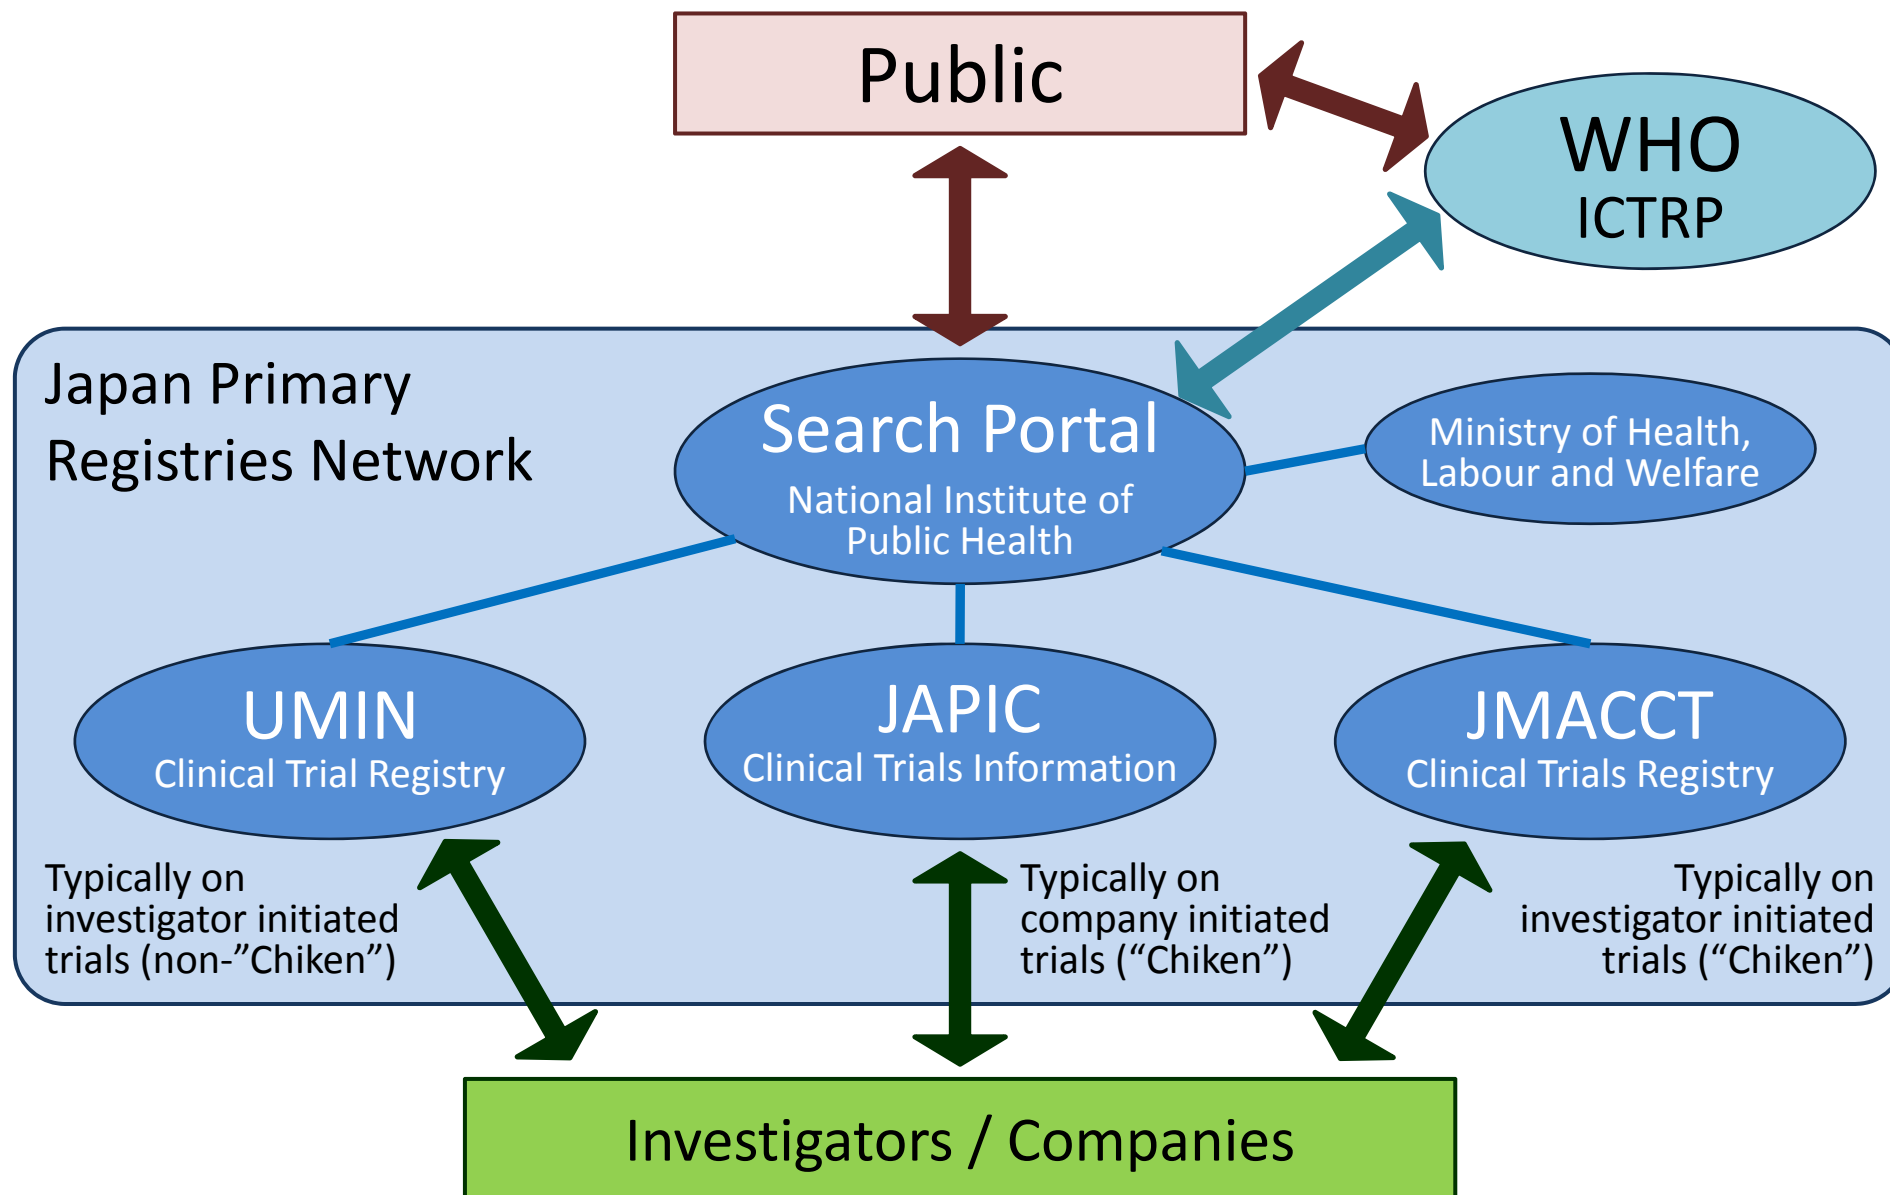 Public
WHO
ICTRP
Japan Primary
Registries Network
Search Portal
National Institute of
Public Health
Ministry of Health,
Labour and Welfare
UMIN
Clinical Trial Registry
JAPIC
Clinical Trials Information
JMACCT
Clinical Trials Registry
Typically on
investigator initiated
trials (non-”Chiken”)
Typically on
company initiated
trials (“Chiken”)
Typically on
investigator initiated
trials (“Chiken”)
Investigators / Companies